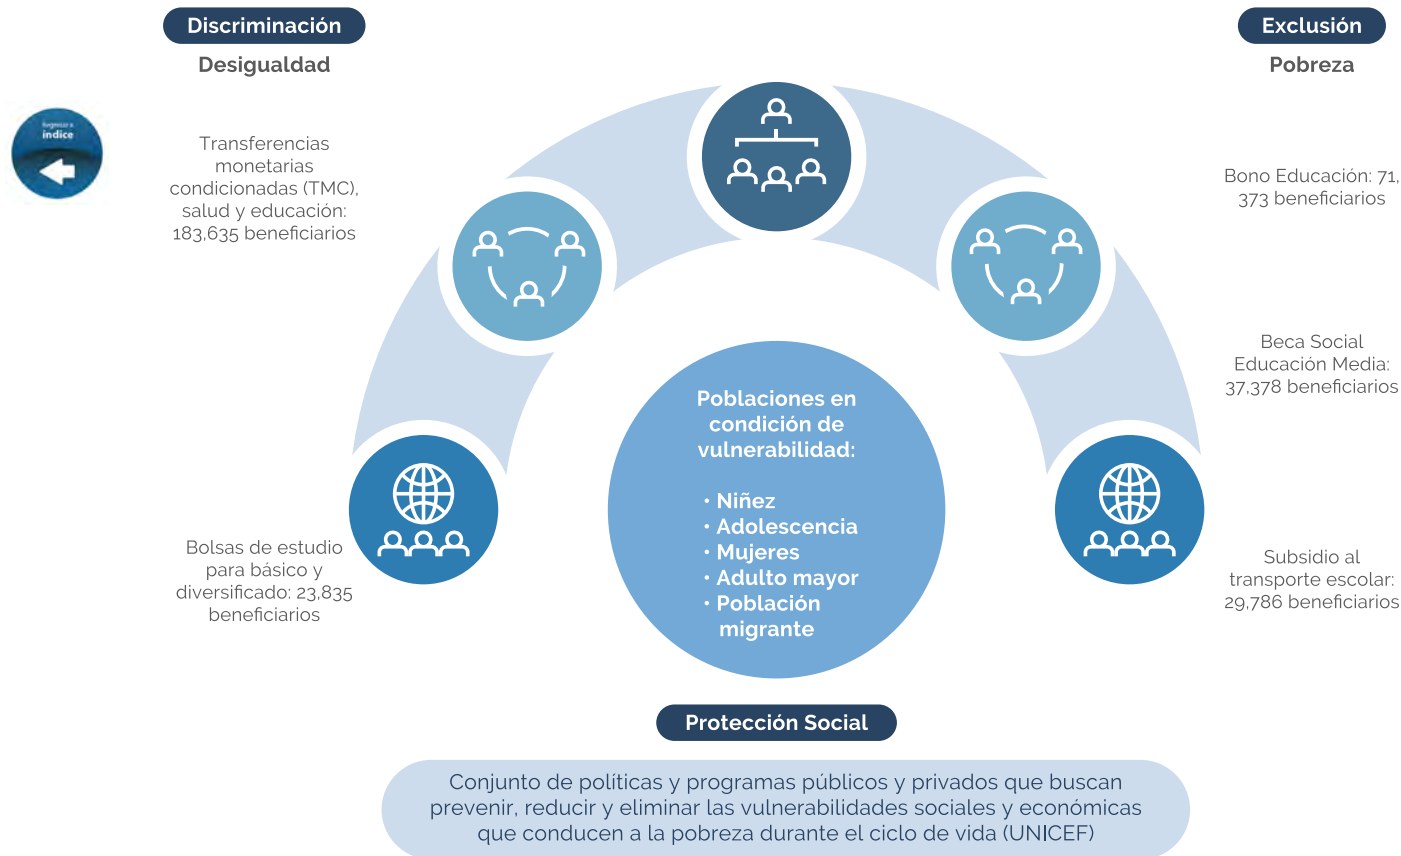 Discriminación
Desigualdad
Regresar a
índice
Transferencias
monetarias
condicionadas (TMC),
salud y educación:
183,635 beneficiarios
Bolsas de estudio
para básico y
diversificado: 23,835
beneficiarios
Exclusión
Pobreza
Bono Educación: 71,
373 beneficiarios
Beca Social
Educación Media:
37,378 beneficiarios
Subsidio al
transporte escolar:
29,786 beneficiarios
Poblaciones en
condición de
vulnerabilidad:
• Niñez
• Adolescencia
• Mujeres
• Adulto mayor
• Población
migrante
Protección Social
Conjunto de políticas y programas públicos y privados que buscan
prevenir, reducir y eliminar las vulnerabilidades sociales y económicas
que conducen a la pobreza durante el ciclo de vida (UNICEF)